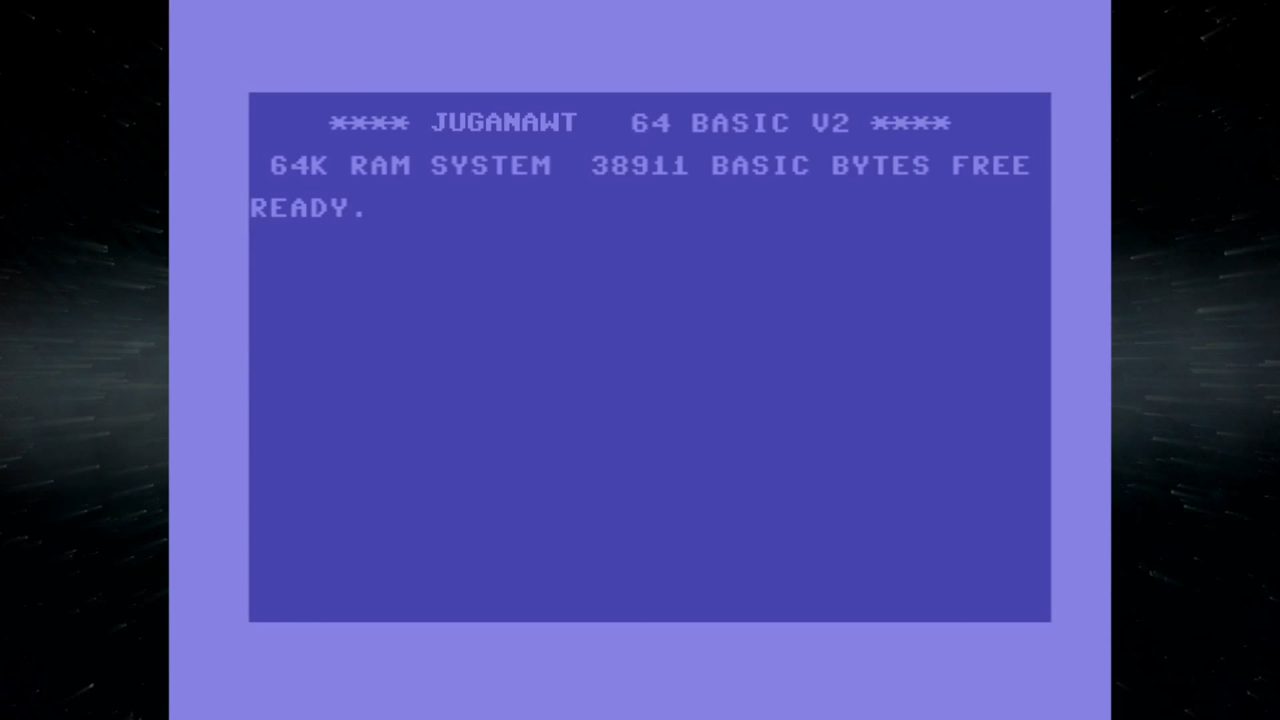 **** JUGANAWT 64 BASIC V2 ****
64K RAM SYSTEM 38911 BASIC BYTES FREE
READY.